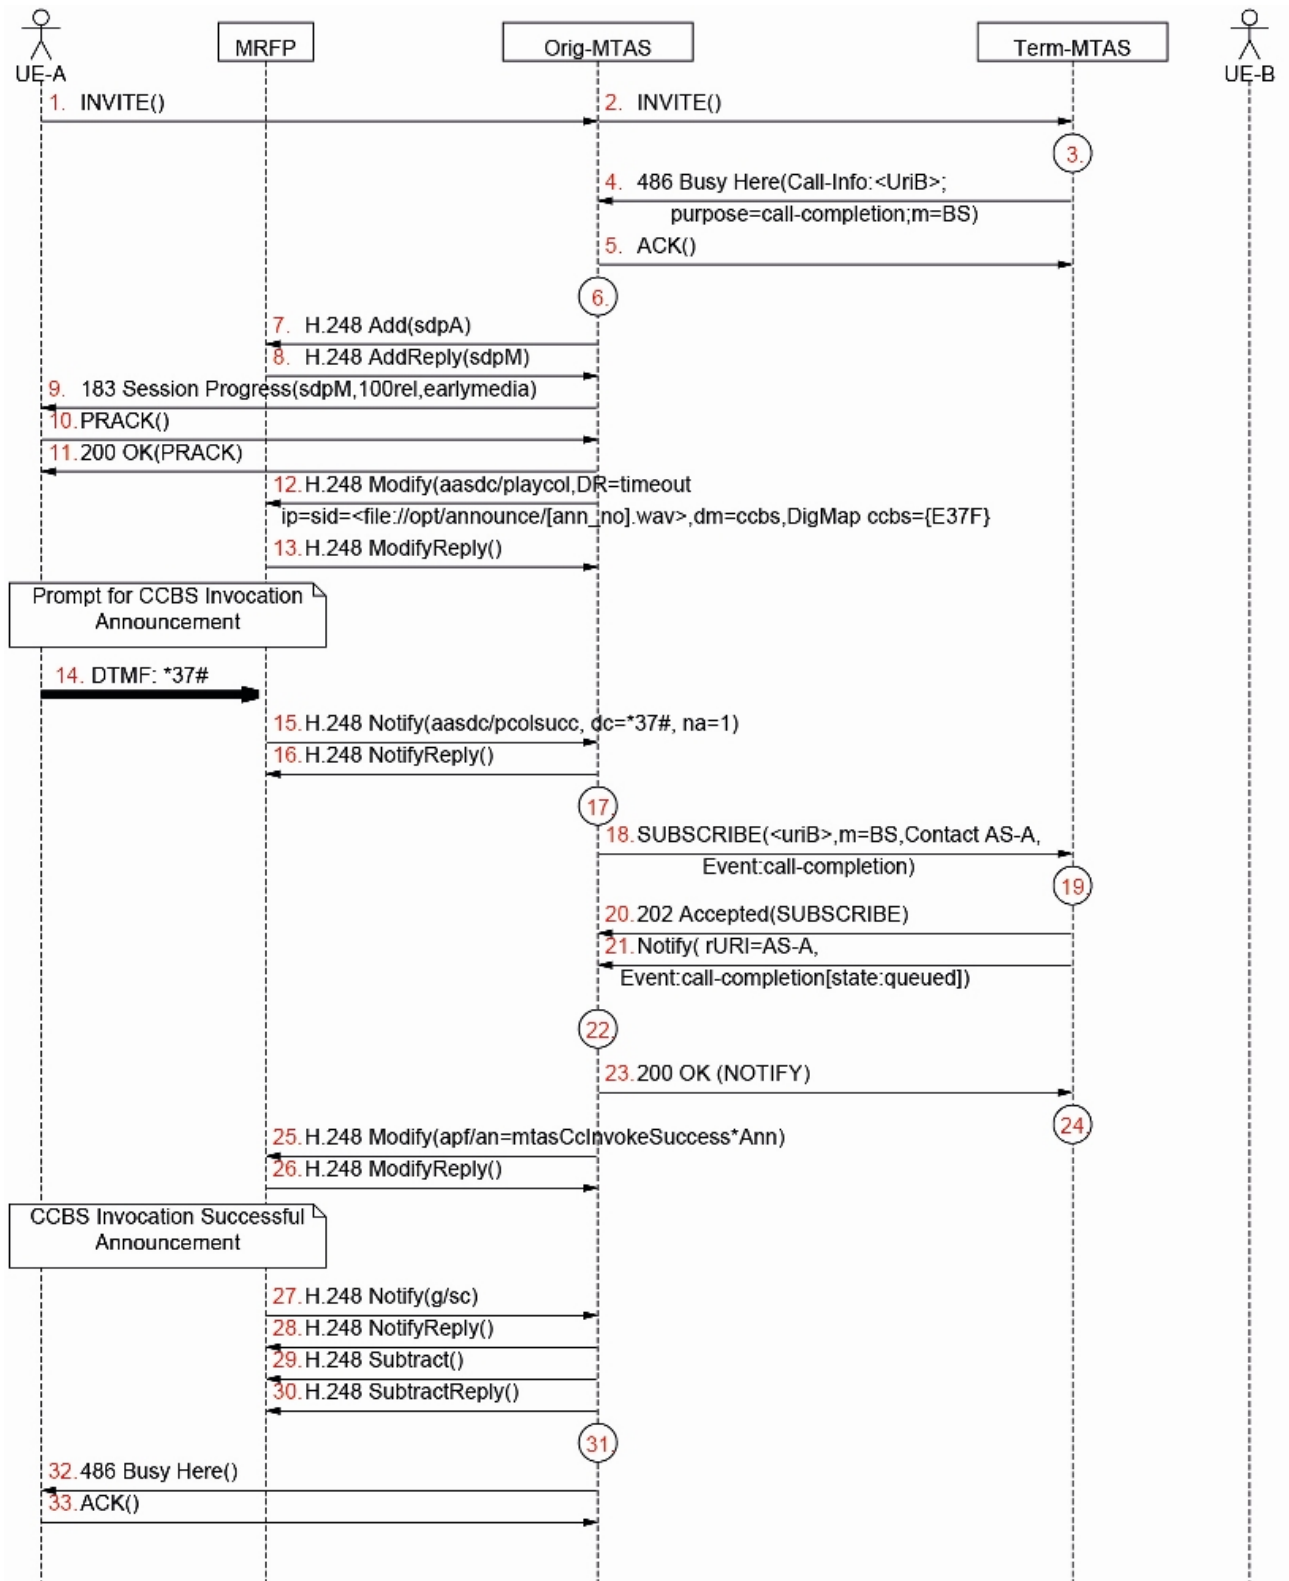 UE-A
MRFP
Orig-MTAS
Term-MTAS
UE-B
1. INVITE()
2. INVITE()
3.
4. 486 Busy Here(Call-Info:<UriB>;
purpose=call-completion;m=BS)
5. ACK()
6.
7. H.248 Add(sdpA)
8. H.248 AddReply(sdpM)
9. 183 Session Progress(sdpM,100rel,earlymedia)
10. PRACK()
11. 200 OK(PRACK)
12. H.248 Modify(aasdc/playcol,DR=timeout
ip=sid=<file://opt/announce/[ann_no].wav>,dm=ccbs,DigMap ccbs={E37F}
13. H.248 ModifyReply()
Prompt for CCBS Invocation
Announcement
14. DTMF: *37#
15. H.248 Notify(aasdc/pcolsucc, dc=*37#, na=1)
16. H.248 NotifyReply()
17.
18. SUBSCRIBE(<uriB>,m=BS,Contact AS-A,
Event:call-completion)
19.
20. 202 Accepted(SUBSCRIBE)
21. Notify( rURI=AS-A,
Event:call-completion[state:queued])
22.
23. 200 OK (NOTIFY)
24.
25. H.248 Modify(apf/an=mtasCcInvokeSuccess*Ann)
26. H.248 ModifyReply()
CCBS Invocation Successful
Announcement
27. H.248 Notify(g/sc)
28. H.248 NotifyReply()
29. H.248 Subtract()
30. H.248 SubtractReply()
31.
32. 486 Busy Here()
33. ACK()